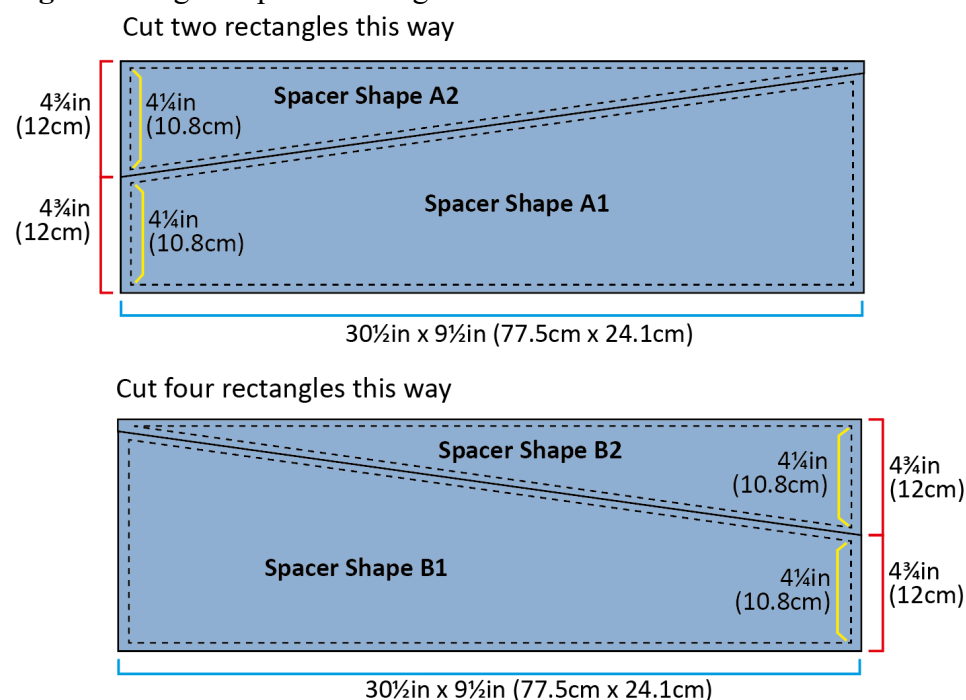 Cut two rectangles this way
4¾in
(12cm)
4¼in
(10.8cm)
Spacer Shape A2
4¾in
(12cm)
4¼in
(10.8cm)
Spacer Shape A1
30½in x 9½in (77.5cm x 24.1cm)
Cut four rectangles this way
Spacer Shape B2
4¼in
(10.8cm)
4¾in
(12cm)
Spacer Shape B1
4¼in
(10.8cm)
4¾in
(12cm)
30½in x 9½in (77.5cm x 24.1cm)